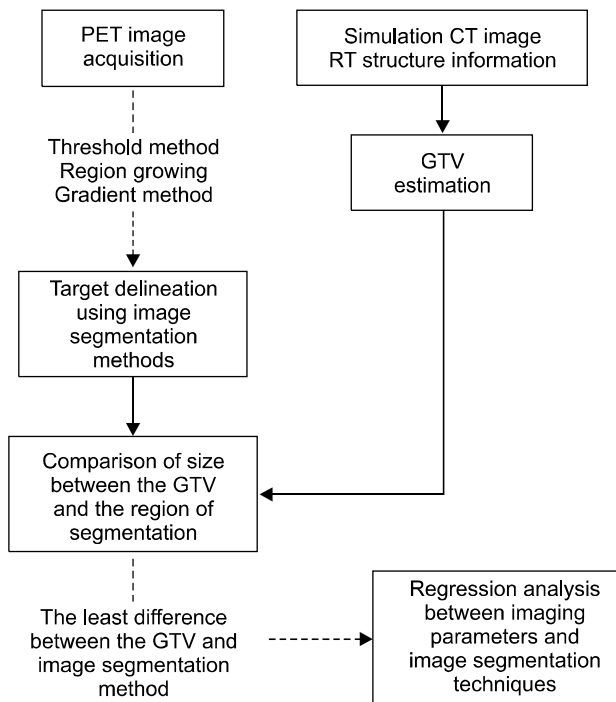 PET image
acquisition
Simulation CT image
RT structure information
Threshold method
Region growing
Gradient method
GTV
estimation
Target delineation
using image
segmentation
methods
Comparison of size
between the GTV
and the region of
segmentation
The least difference
between the GTV and
image segmentation
method
Regression analysis
between imaging
parameters and
image segmentation
techniques